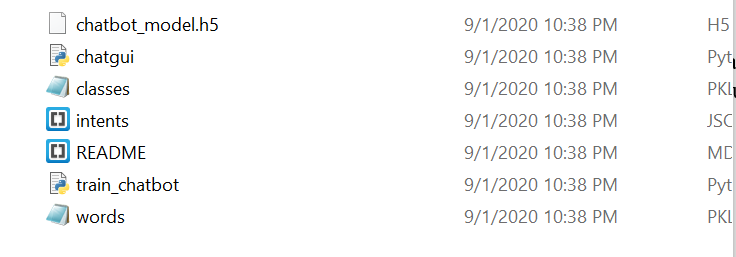 chatbot_model.h5 9/1/2020 10:38 PM H5
chatgui 9/1/2020 10:38 PM Pyt
classes 9/1/2020 10:38 PM PKL
intents 9/1/2020 10:38 PM JSC
README 9/1/2020 10:38 PM MD
train_chatbot 9/1/2020 10:38 PM Pyt
words 9/1/2020 10:38 PM PKL